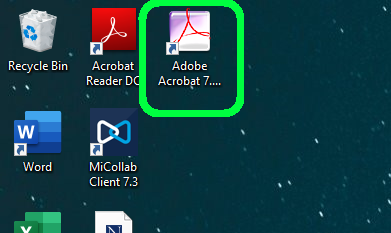 Recycle Bin
Acrobat
Reader DC
Adobe
Acrobat 7....
Word
MiCollab
Client 7.3